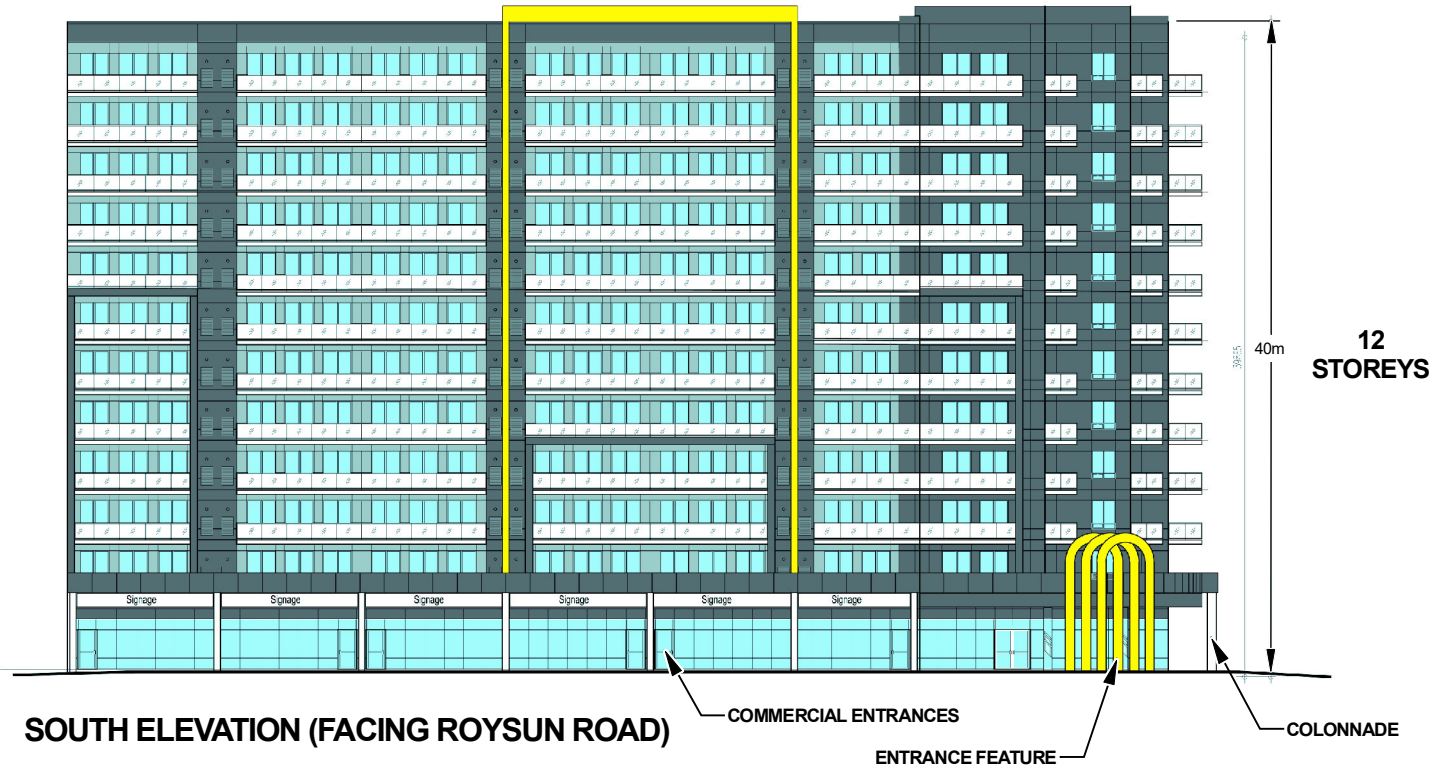 40m
12
STOREYS
Signage
Signage
Signage
Signage
Signage
Signage
COMMERCIAL ENTRANCES
SOUTH ELEVATION (FACING ROYSUN ROAD)
COLONNADE
ENTRANCE FEATURE